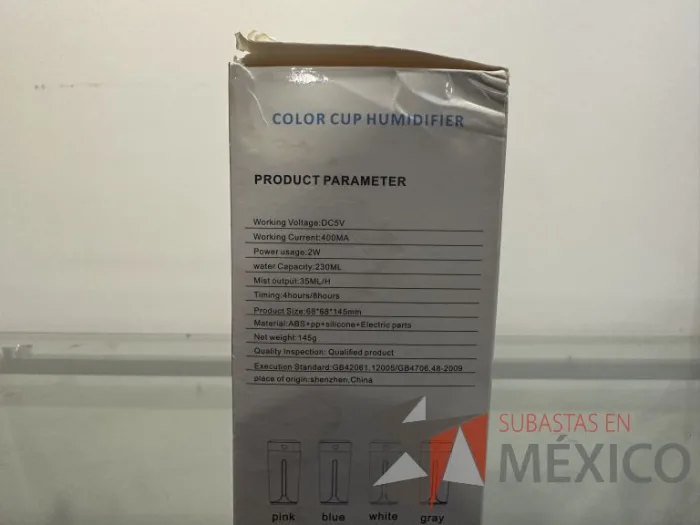 COLOR CUP HUMIDIFIER
PRODUCT PARAMETER
Working Voltage:DC5V
Working Current:400MA
Power usage:2W
water Capacity:230ML
Mist output:35ML/H
Timing:4hours/8hours
Product Size:68*68*145mm
Material:ABS+pp+silicone+Electric parts
Net weight:145g
Quality Inspection: Qualified product
Execution Standard:GB42061.12005/GB4706.48-2009
place of origin:shenzhen,China
pink blue white gray
SUBASTAS EN
MÉXICO